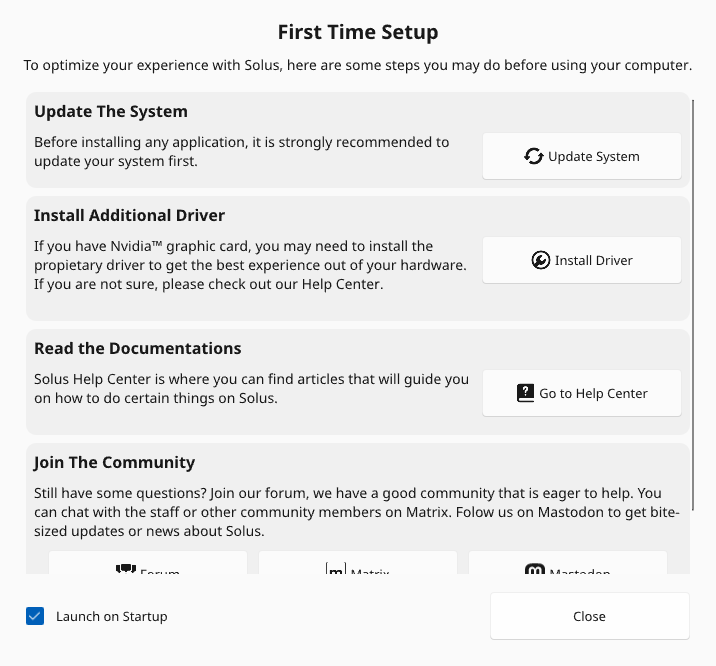 First Time Setup
To optimize your experience with Solus, here are some steps you may do before using your computer.
Update The System
Before installing any application, it is strongly recommended to
update your system first.
Update System
Install Additional Driver
If you have Nvidia™ graphic card, you may need to install the
propietary driver to get the best experience out of your hardware.
If you are not sure, please check out our Help Center.
Install Driver
Read the Documentations
Solus Help Center is where you can find articles that will guide you
on how to do certain things on Solus.
Go to Help Center
Join The Community
Still have some questions? Join our forum, we have a good community that is eager to help. You
can chat with the staff or other community members on Matrix. Folow us on Mastodon to get bite-
sized updates or news about Solus.
Forum
Matrix
Mastodon
Launch on Startup
Close